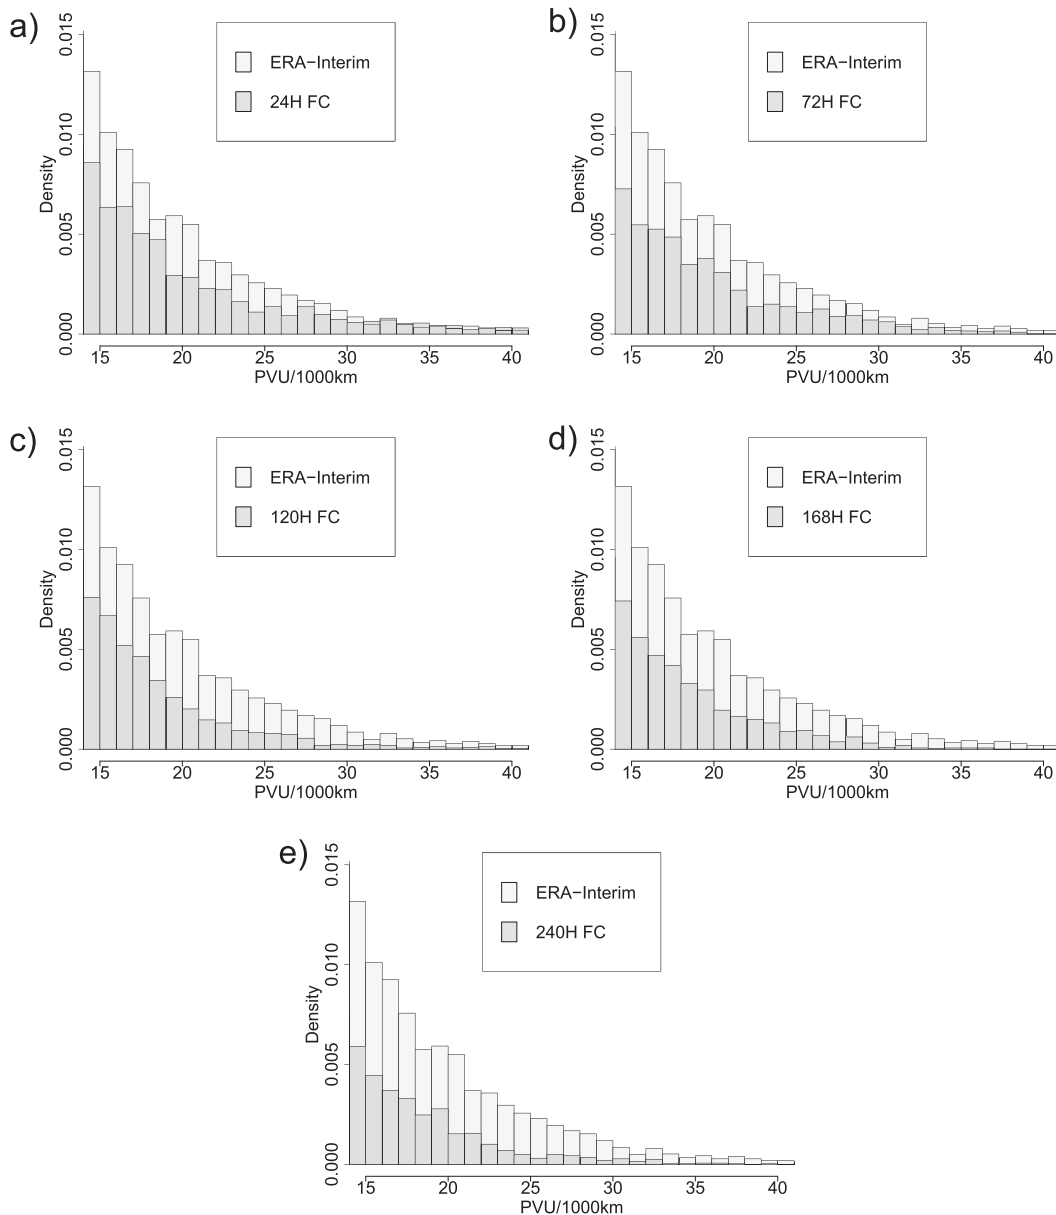 a)
0.015
0.010
0.005
0.000
Density
ERA−Interim
24H FC
15 20 25 30 35 40
PVU/1000km
b)
0.015
0.010
0.005
0.000
Density
ERA−Interim
72H FC
15 20 25 30 35 40
PVU/1000km
c)
0.015
0.010
0.005
0.000
Density
ERA−Interim
120H FC
15 20 25 30 35 40
PVU/1000km
d)
0.015
0.010
0.005
0.000
Density
ERA−Interim
168H FC
15 20 25 30 35 40
PVU/1000km
e)
0.015
0.010
0.005
0.000
Density
ERA−Interim
240H FC
15 20 25 30 35 40
PVU/1000km